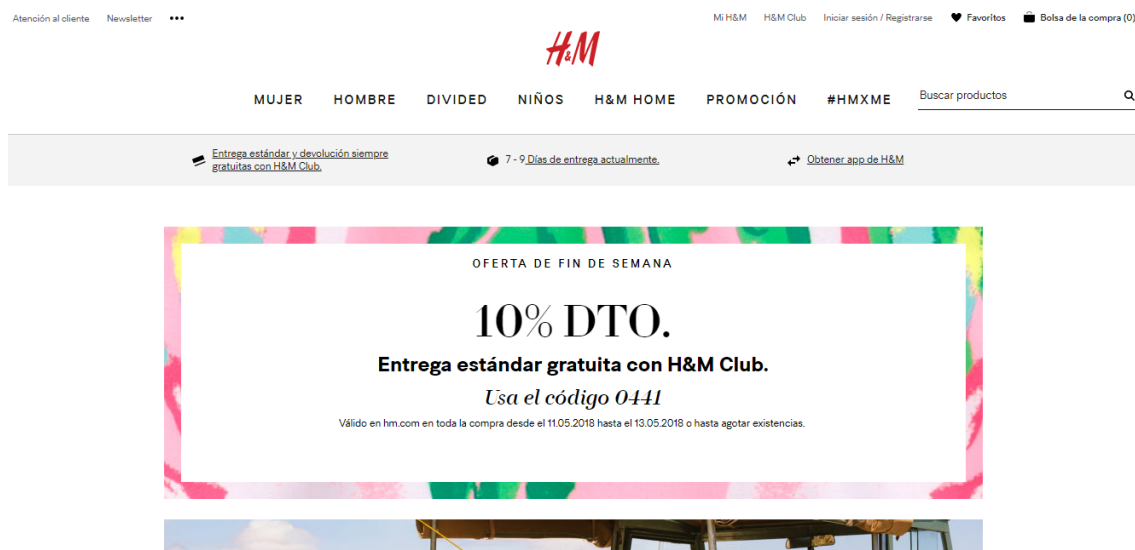 Atención al cliente Newsletter •••
Mi H&M H&M Club Iniciar sesión / Registrarse Favoritos Bolsa de la compra (0)
H&M
MUJER HOMBRE DIVIDED NIÑOS H&M HOME PROMOCIÓN #HMXME Buscar productos
Entrega estándar y devolución siempre
gratuitas con H&M Club.
7 - 9 Días de entrega actualmente.
Obtener app de H&M
OFERTA DE FIN DE SEMANA
10% DTO.
Entrega estándar gratuita con H&M Club.
Usa el código 0441
Válido en hm.com en toda la compra desde el 11.05.2018 hasta el 13.05.2018 o hasta agotar existencias.